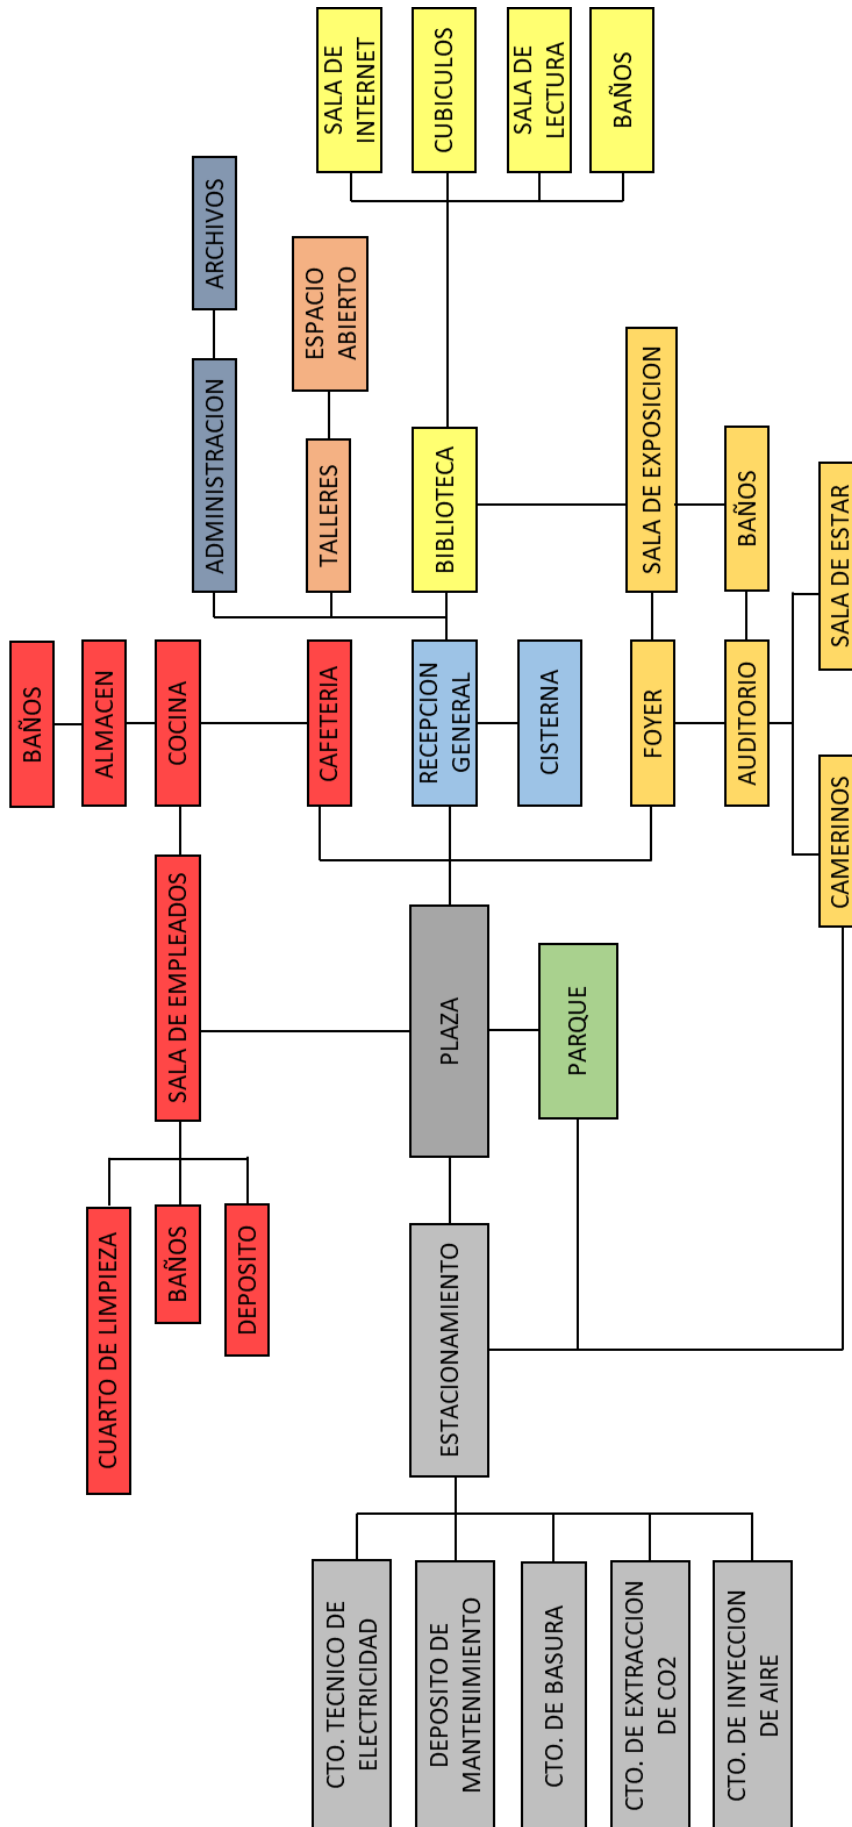 CTO. TECNICO DE
ELECTRICIDAD
DEPOSITO DE
MANTENIMIENTO
CTO. DE BASURA
CTO. DE EXTRACCION
DE CO2
CTO. DE INYECCION
DE AIRE
ESTACIONAMIENTO
CUARTO DE LIMPIEZA
BAÑOS
DEPOSITO
SALA DE EMPLEADOS
PLAZA
PARQUE
BAÑOS
ALMACEN
COCINA
CAFETERIA
RECEPCION
GENERAL
CISTERNA
FOYER
AUDITORIO
CAMERINOS
SALA DE ESTAR
ADMINISTRACION
TALLERES
BIBLIOTECA
SALA DE EXPOSICION
BAÑOS
ARCHIVOS
ESPACIO
ABIERTO
SALA DE
INTERNET
CUBICULOS
SALA DE
LECTURA
BAÑOS